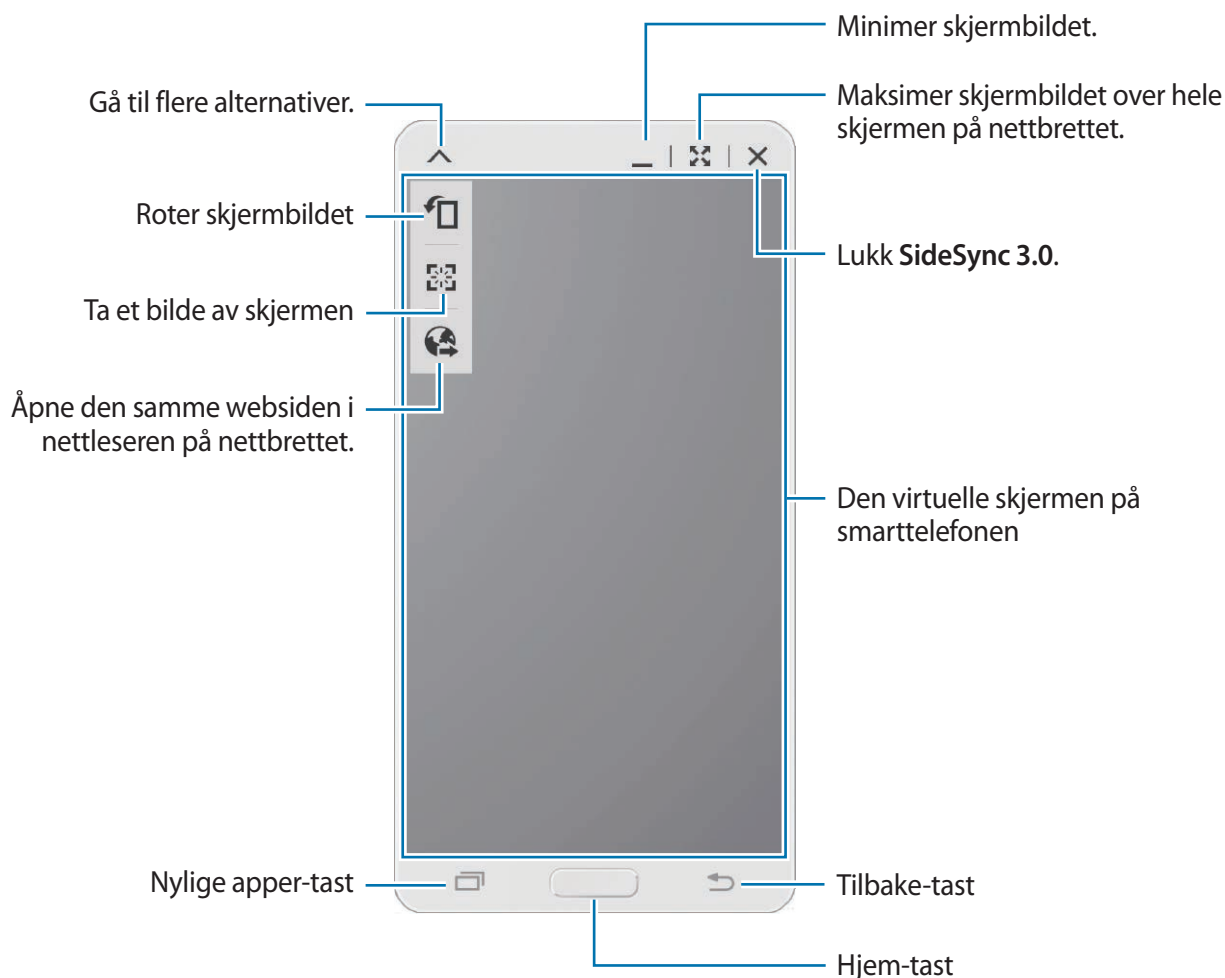 Minimer skjermbildet.
Gå til flere alternativer.
Maksimer skjermbildet over hele
skjermen på nettbrettet.
Roter skjermbildet
Lukk SideSync 3.0.
Ta et bilde av skjermen
Åpne den samme websiden i
nettleseren på nettbrettet.
Den virtuelle skjermen på
smarttelefonen
Nylige apper-tast
Tilbake-tast
Hjem-tast